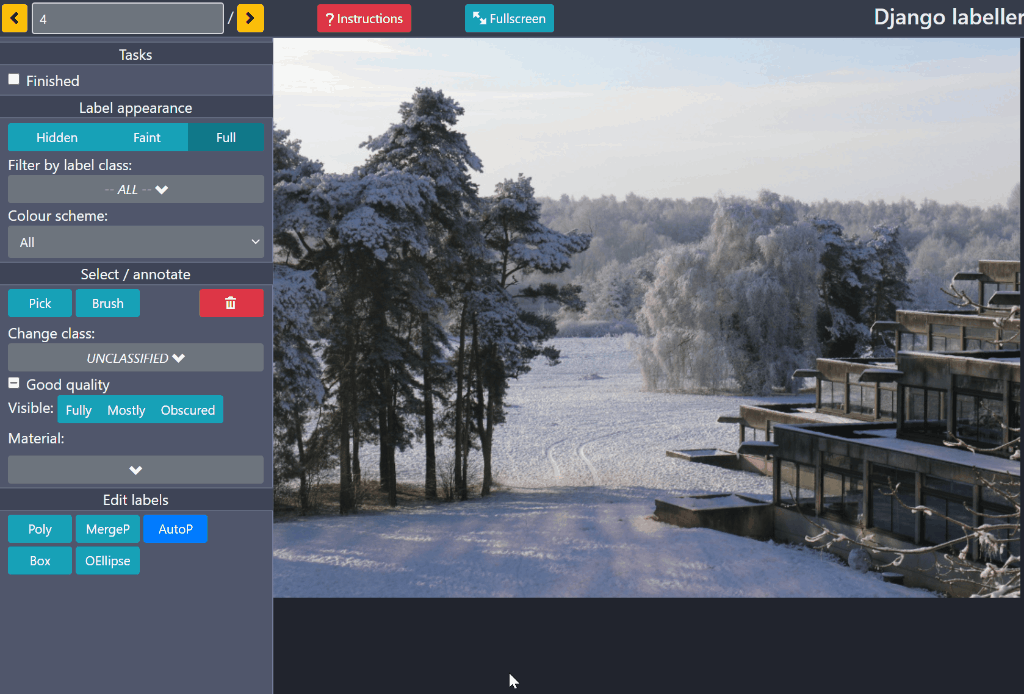 4 / ? Instructions Fullscreen Django labeller
Tasks
Finished
Label appearance
Hidden Faint Full
Filter by label class:
-- ALL --
Colour scheme:
All
Select / annotate
Pick Brush
Change class:
UNCLASSIFIED
Good quality
Visible: Fully Mostly Obscured
Material:
Edit labels
Poly MergeP AutoP
Box OEllipse